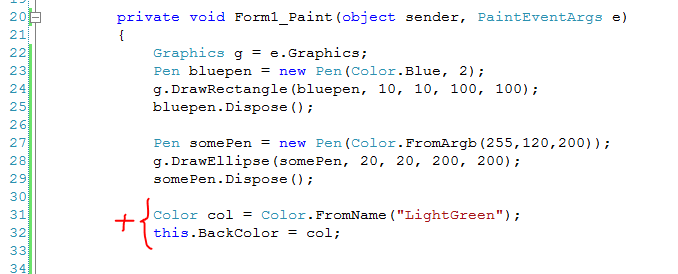 20 private void Form1_Paint(object sender, PaintEventArgs e)
21 {
22 Graphics g = e.Graphics;
23 Pen bluepen = new Pen(Color.Blue, 2);
24 g.DrawRectangle(bluepen, 10, 10, 100, 100);
25 bluepen.Dispose();
26
27 Pen somePen = new Pen(Color.FromArgb(255,120,200));
28 g.DrawEllipse(somePen, 20, 20, 200, 200);
29 somePen.Dispose();
30
31 Color col = Color.FromName("LightGreen");
+ 32 this.BackColor = col;
33
34